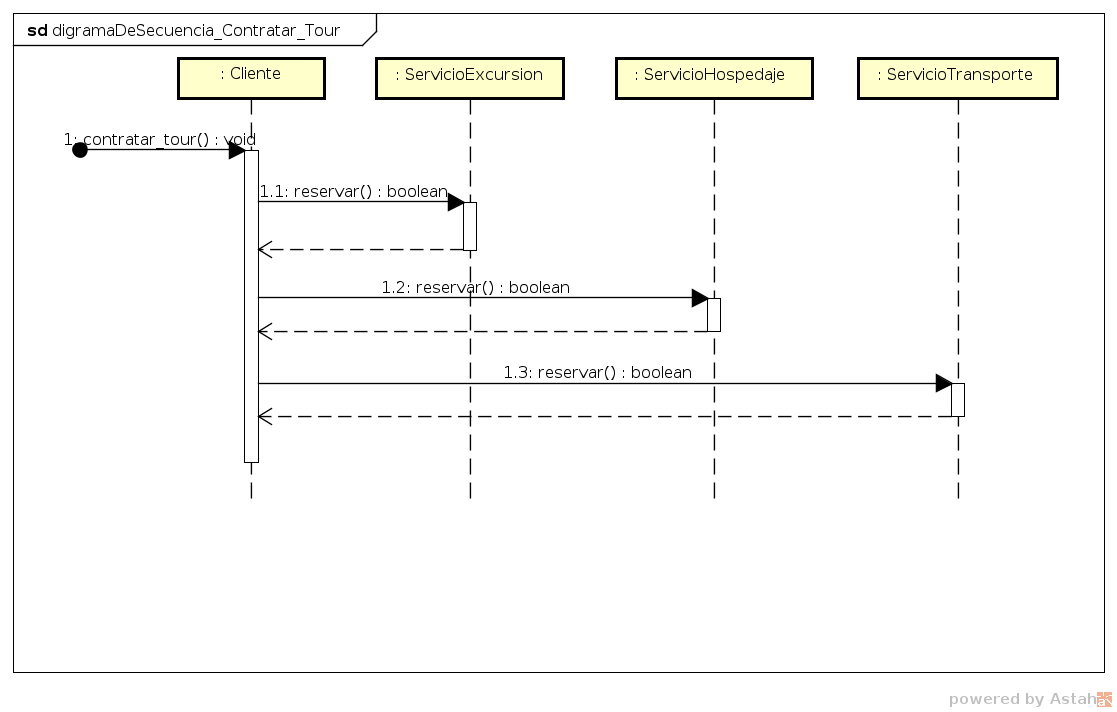 sd digramaDeSecuencia_Contratar_Tour
: Cliente
: ServicioExcursion
: ServicioHospedaje
: ServicioTransporte
1: contratar_tour() : void
1.1: reservar() : boolean
1.2: reservar() : boolean
1.3: reservar() : boolean
powered by Astah